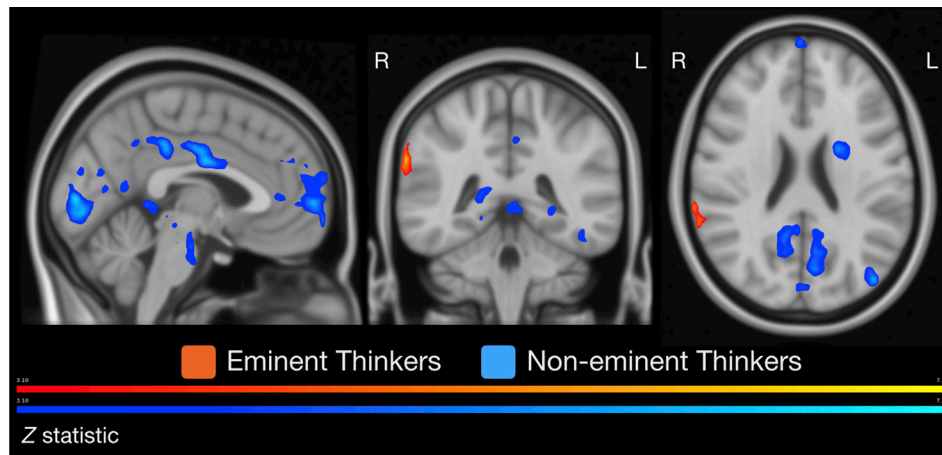 R L R L
Eminent Thinkers Non-eminent Thinkers
3.10 7.
3.10 7.
Z statistic